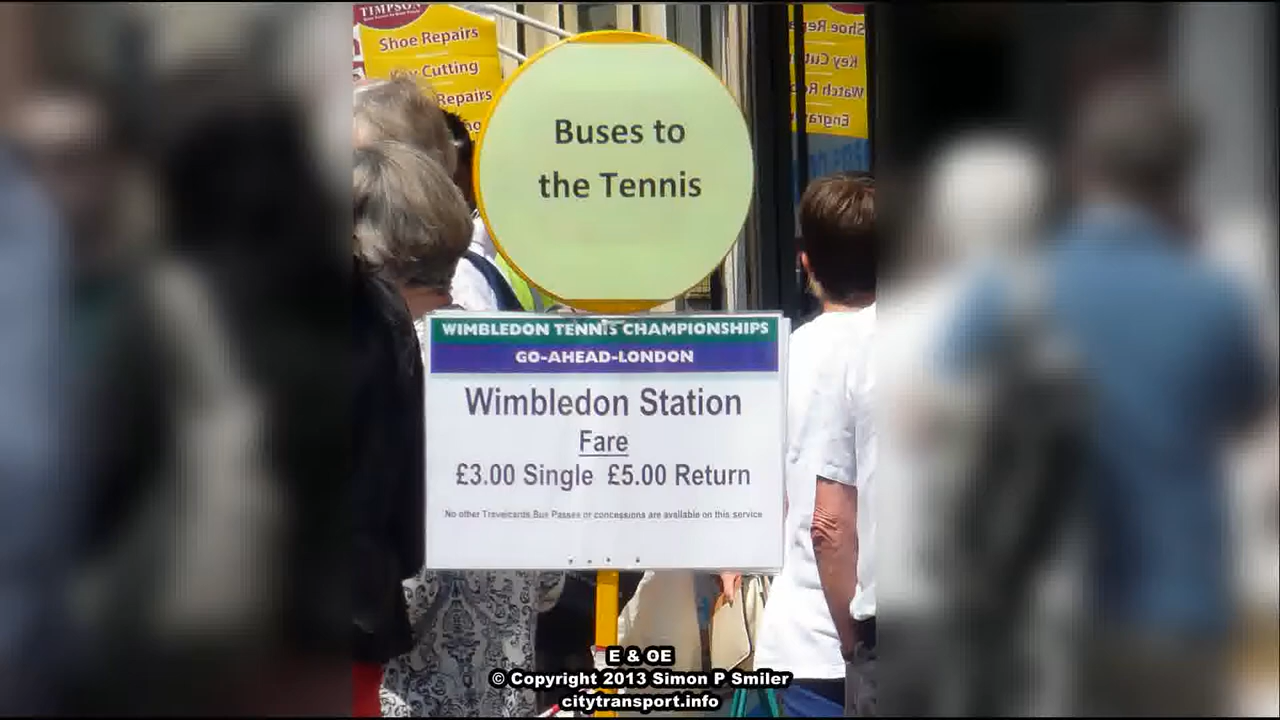 TIMPSON
Shoe Repairs
Cutting
Repairs
Buses to
the Tennis
WIMBLEDON TENNIS CHAMPIONSHIPS
GO-AHEAD-LONDON
Wimbledon Station
Fare
£3.00 Single £5.00 Return
No other Travelcards Bus Passes or concessions are available on this service
E & OE
© Copyright 2013 Simon P Smiler
citytransport.info